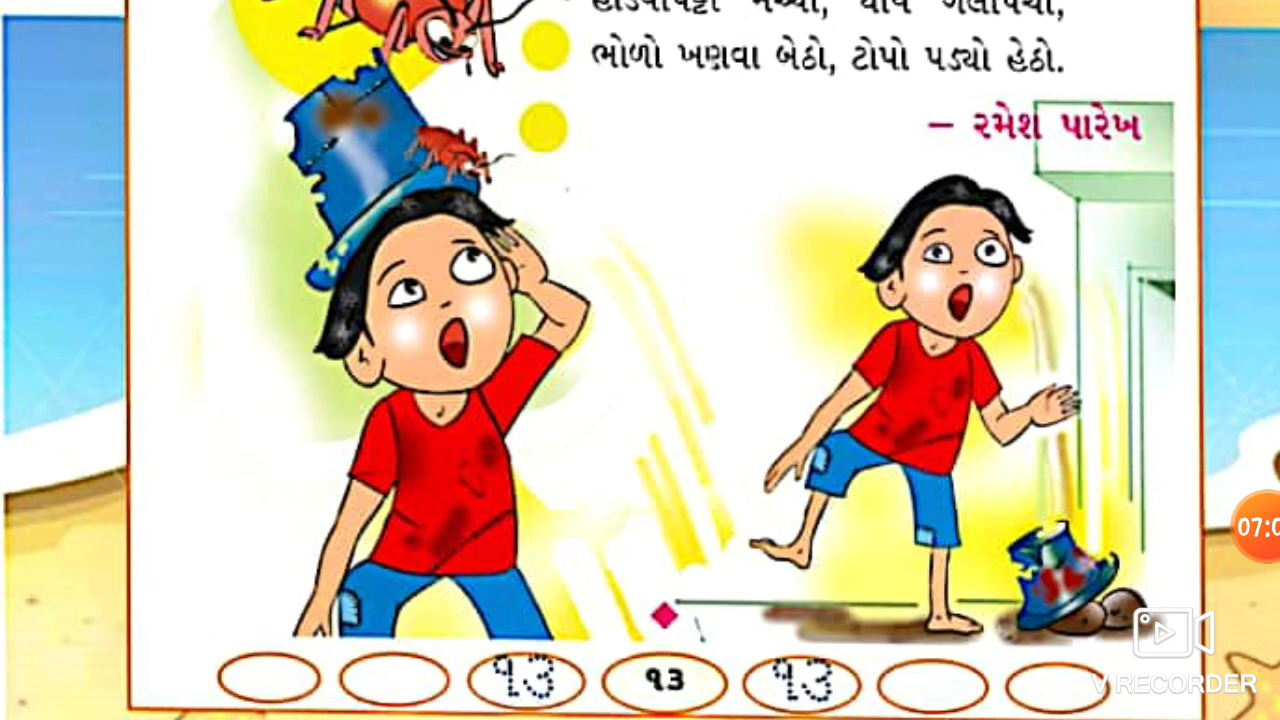 ભોળો ખણવા બેઠો, ટોપો પડ્યો હેઠો.
– રમેશ પારેખ
૧૩ ૧૩ ૧૩
07:0
V RECORDER